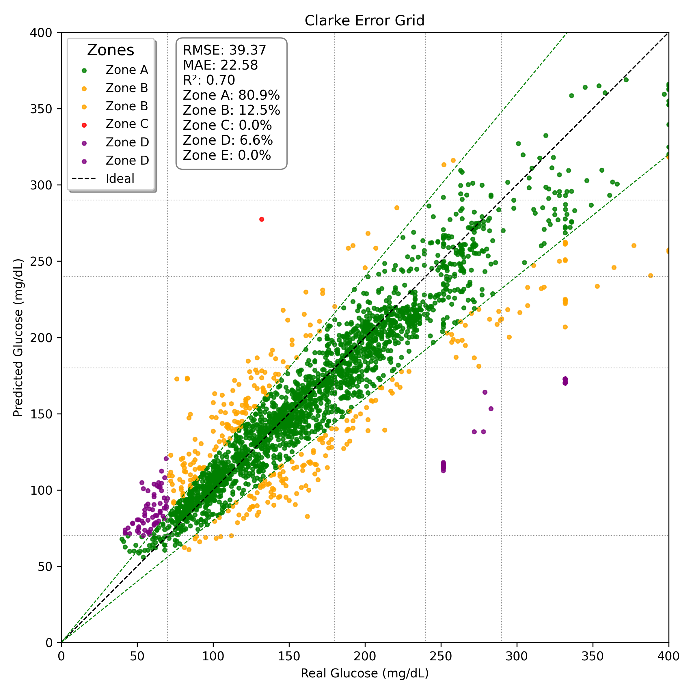 Clarke Error Grid
Zones
Zone A
Zone B
Zone B
Zone C
Zone D
Zone D
Ideal
RMSE: 39.37
MAE: 22.58
R²: 0.70
Zone A: 80.9%
Zone B: 12.5%
Zone C: 0.0%
Zone D: 6.6%
Zone E: 0.0%
Predicted Glucose (mg/dL)
400
350
300
250
200
150
100
50
0
0 50 100 150 200 250 300 350 400
Real Glucose (mg/dL)